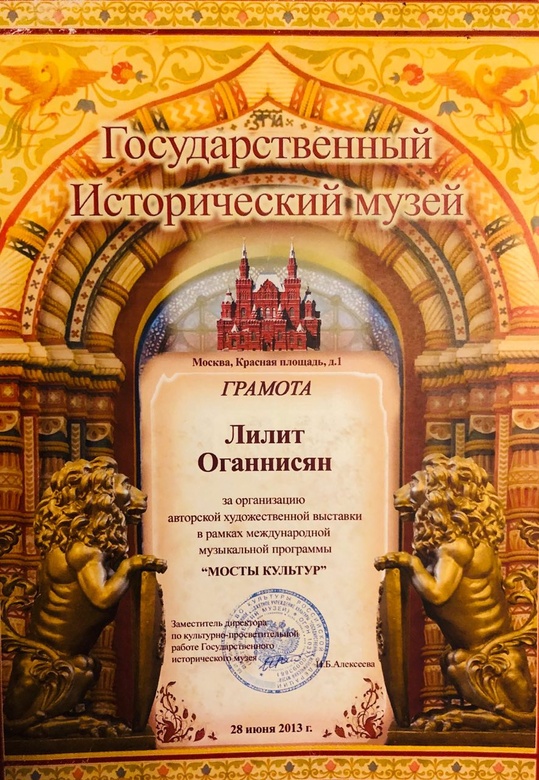 Государственный
Исторический музей
Москва, Красная площадь, д.1
ГРАМОТА
Лилит
Оганнисян
за организацию
авторской художественной выставки
в рамках международной
музыкальной программы
“МОСТЫ КУЛЬТУР”
Заместитель директора
по культурно-просветительной
работе Государственного
исторического музея
И.Б.Алексеева
28 июня 2013 г.